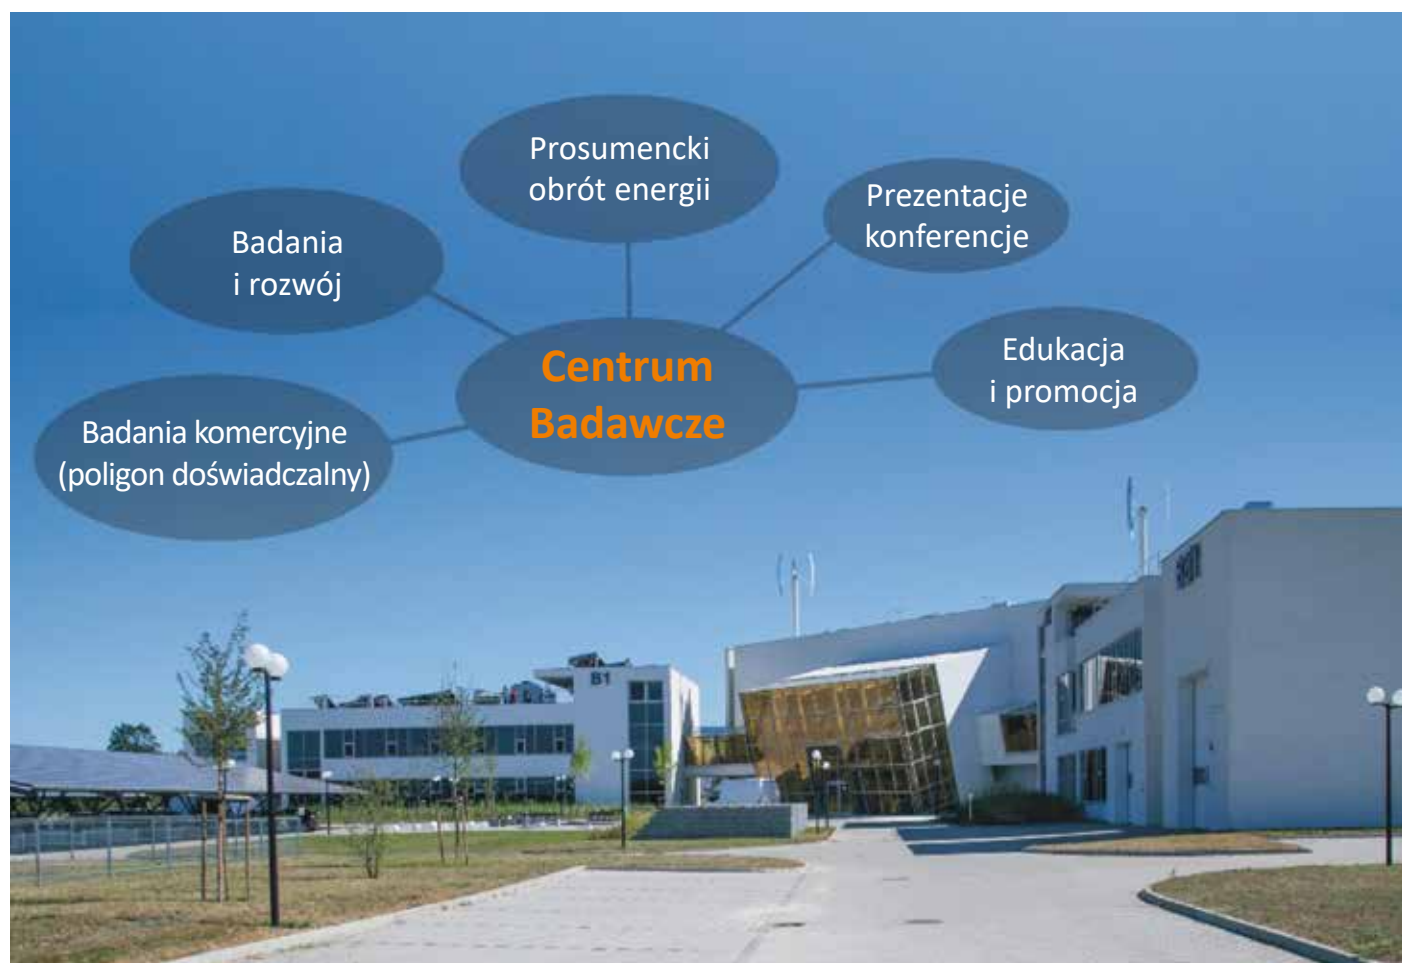 Prosumencki
obrót energii
Prezentacje
konferencje
Badania
i rozwój
Centrum
Badawcze
Edukacja
i promocja
Badania komercyjne
(poligon doświadczalny)
B1